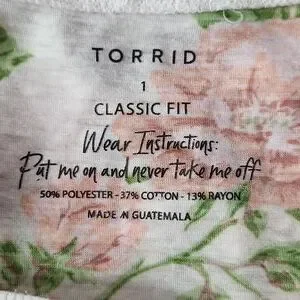 TORRID
1
CLASSIC FIT
Wear Instructions:
Put me on and never take me off
50% POLYESTER - 37% COTTON - 13% RAYON
MADE IN GUATEMALA